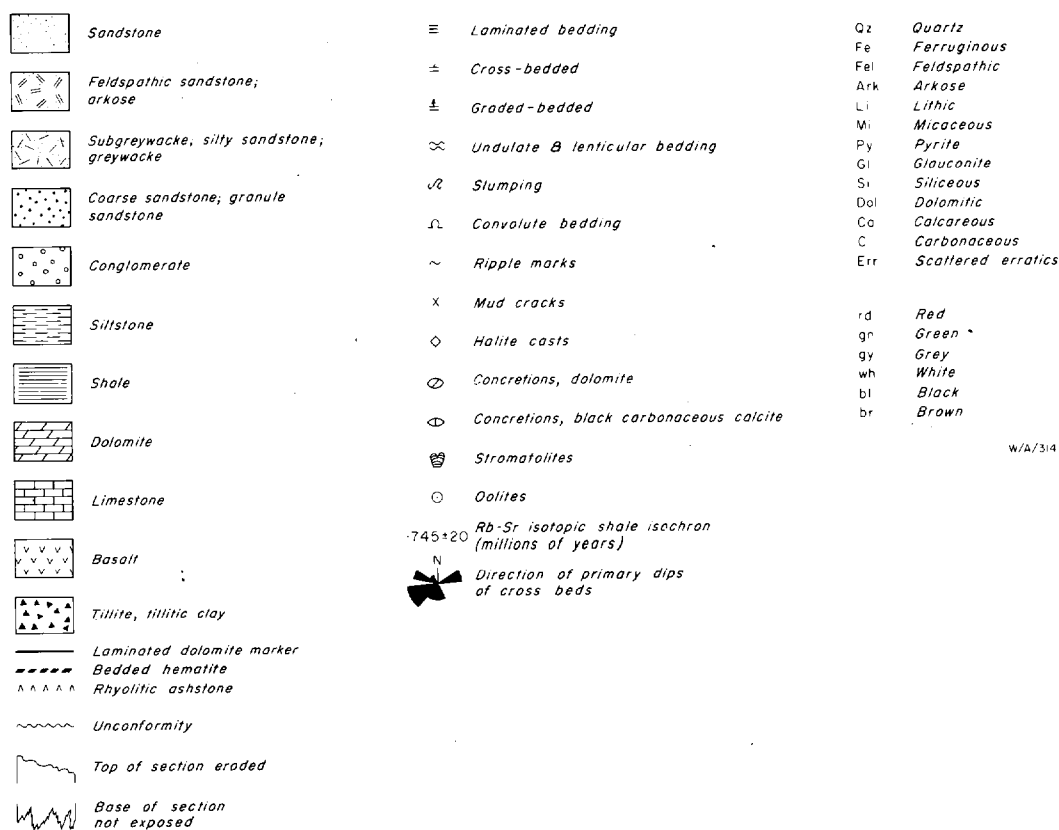 Sandstone
Feldspathic sandstone;
arkose
Subgreywacke; silty sandstone;
greywacke
Coarse sandstone; granule
sandstone
Conglomerate
Siltstone
Shale
Dolomite
Limestone
Basalt
Tillite, tillitic clay
Laminated dolomite marker
Bedded hematite
Rhyolitic ashstone
Unconformity
Top of section eroded
Base of section
not exposed
Laminated bedding
Cross-bedded
Graded-bedded
Undulate & lenticular bedding
Slumping
Convolute bedding
Ripple marks
Mud cracks
Halite casts
Concretions, dolomite
Concretions, black carbonaceous calcite
Stromatolites
Oolites
745±20 Rb-Sr isotopic shale isochron
(millions of years)
N
Direction of primary dips
of cross beds
Qz Quartz
Fe Ferruginous
Fel Feldspathic
Ark Arkose
Li Lithic
Mi Micaceous
Py Pyrite
Gl Glauconite
Si Siliceous
Dol Dolomitic
Ca Calcareous
C Carbonaceous
Err Scattered erratics
rd Red
gn Green
gy Grey
wh White
bl Black
br Brown
W/A/314